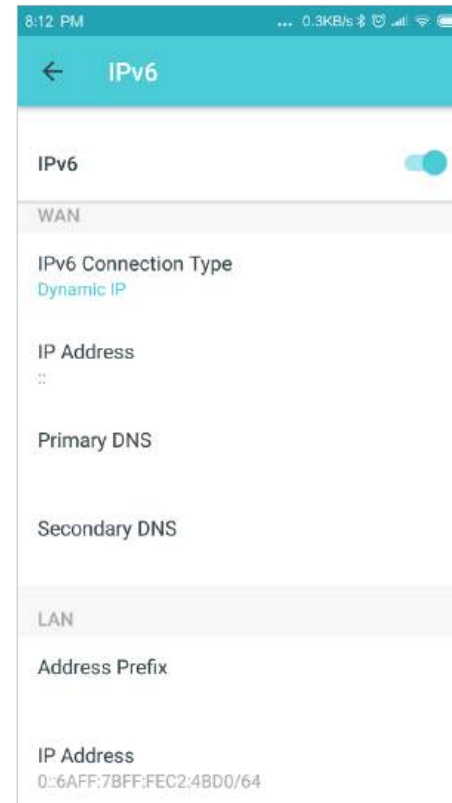 8:12 PM ... 0.3KB/s
IPv6
IPv6
WAN
IPv6 Connection Type
Dynamic IP
IP Address
::
Primary DNS
Secondary DNS
LAN
Address Prefix
IP Address
0::6AFF:7BFF:FEC2:4BD0/64